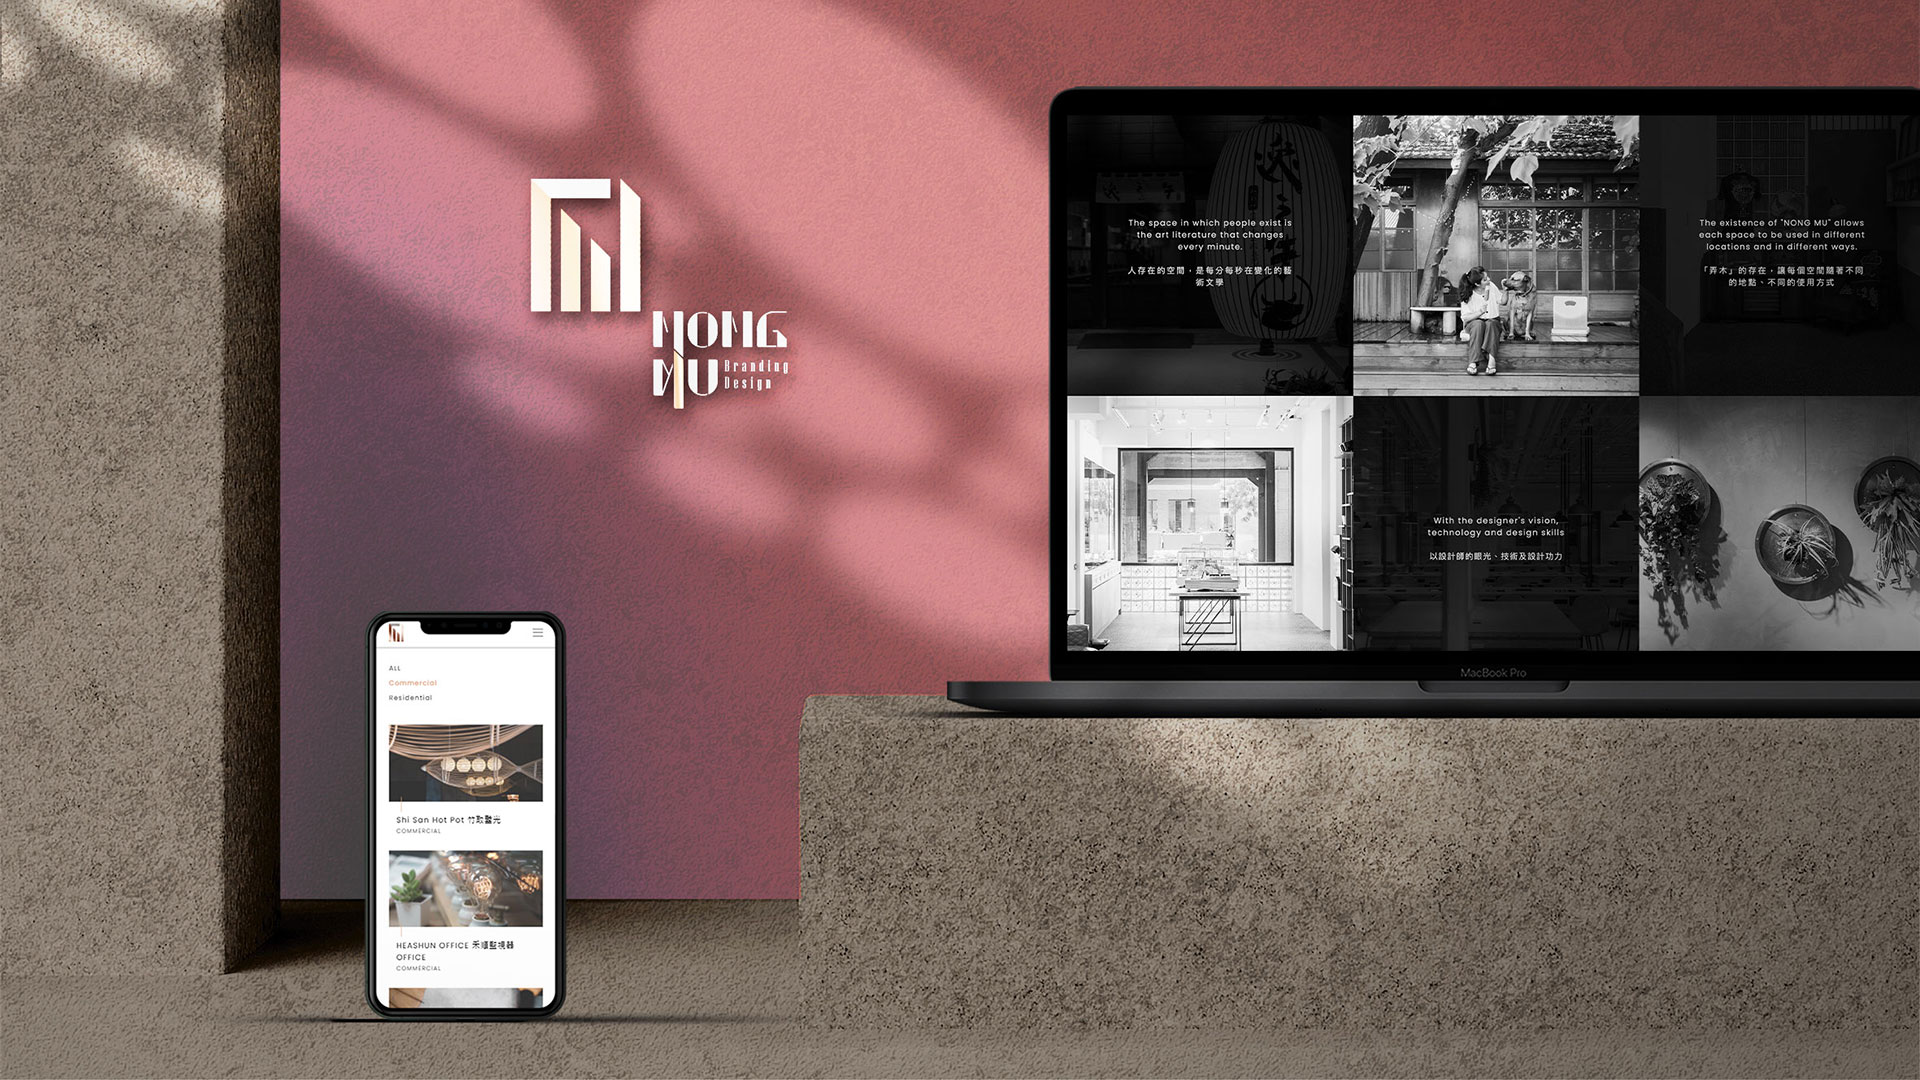 NONG
MU
Branding
Design
The space in which people exist is
the art literature that changes
every minute.
人存在的空間，是每分每秒在變化的藝
術文學
The existence of "NONG MU" allows
each space to be used in different
locations and in different ways.
「弄木」的存在，讓每個空間隨著不同
的地點、不同的使用方式
With the designer's vision,
technology and design skills
以設計師的眼光、技術及設計功力
MacBook Pro
ALL
Commercial
Residential
Shi San Hot Pot 竹取豔光
COMMERCIAL
HEASHUN OFFICE 禾順監視器
OFFICE
COMMERCIAL